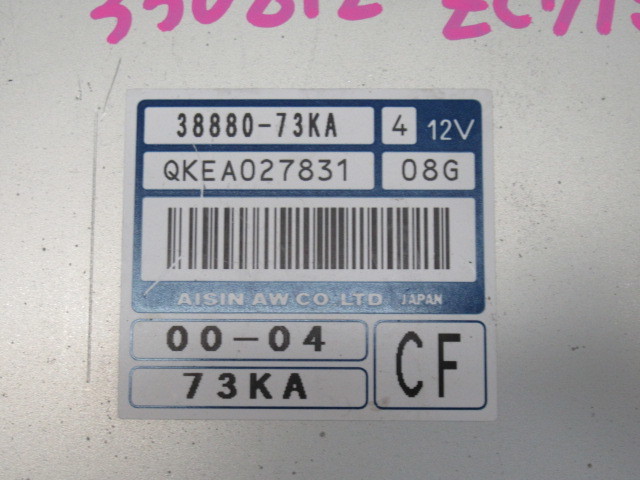 38880-73KA 4 12V
QKEA027831 08G
AISIN AW CO LTD JAPAN
00-04
73KA
CF